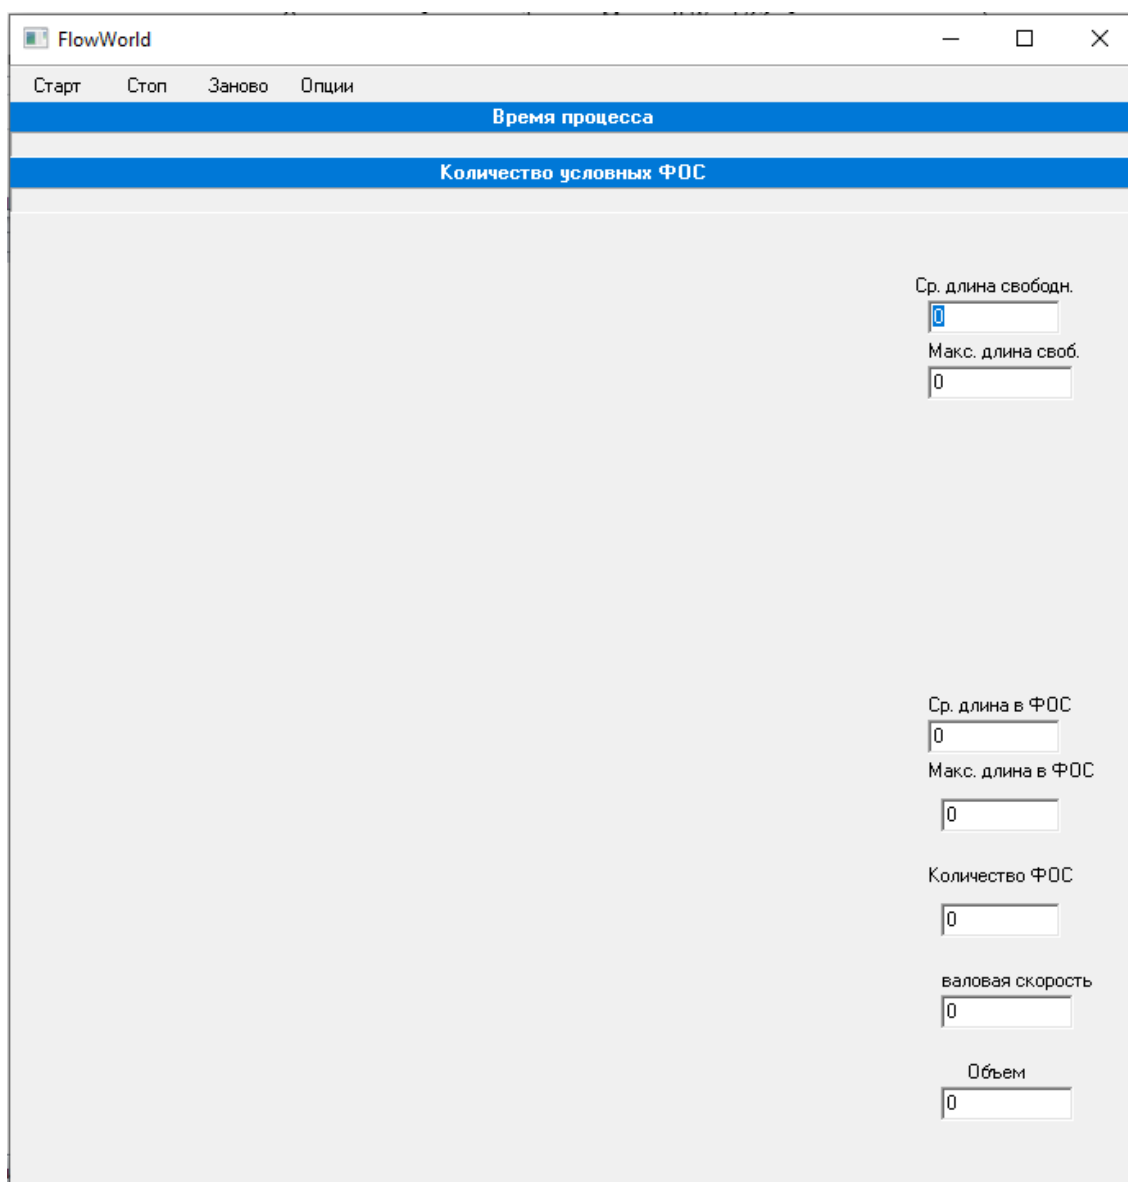 FlowWorld
Старт Стоп Заново Опции
Время процесса
Количество условных ФОС
Ср. длина свободн.
0
Макс. длина своб.
0
Ср. длина в ФОС
0
Макс. длина в ФОС
0
Количество ФОС
0
валовая скорость
0
Объем
0